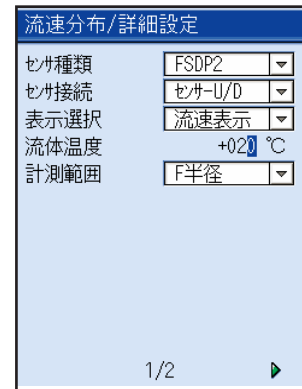 流速分布/詳細設定
センサ種類 FSDP2
センサ接続 センサーU/D
表示選択 流速表示
流体温度 +020 ℃
計測範囲 F半径
1/2